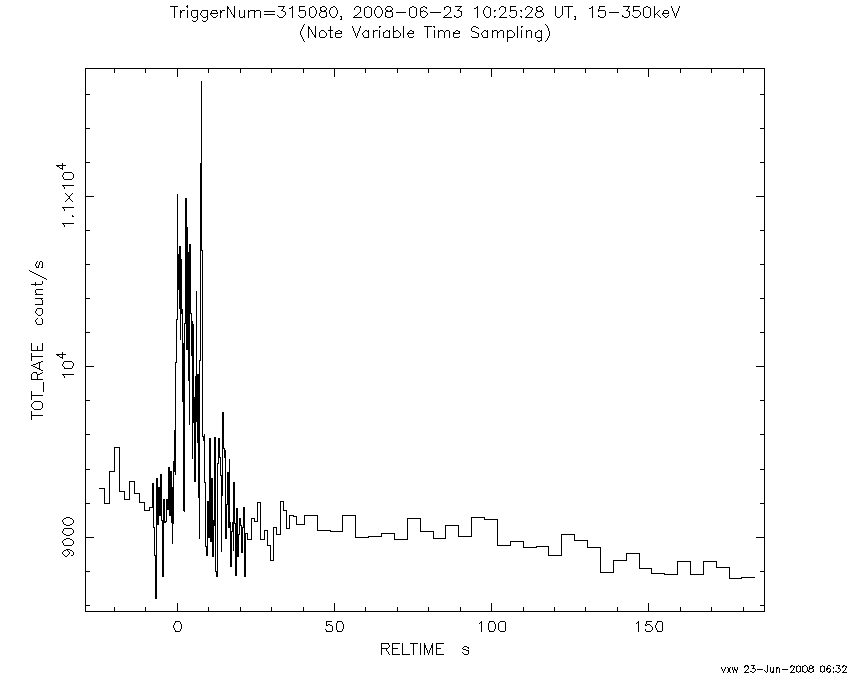 TriggerNum=315080, 2008-06-23 10:25:28 UT, 15-350keV
(Note Variable Time Sampling)
TOT_RATE count/s
1.1×10⁴
10⁴
9000
0 50 100 150
RELTIME s
vxw 23-Jun-2008 06:32